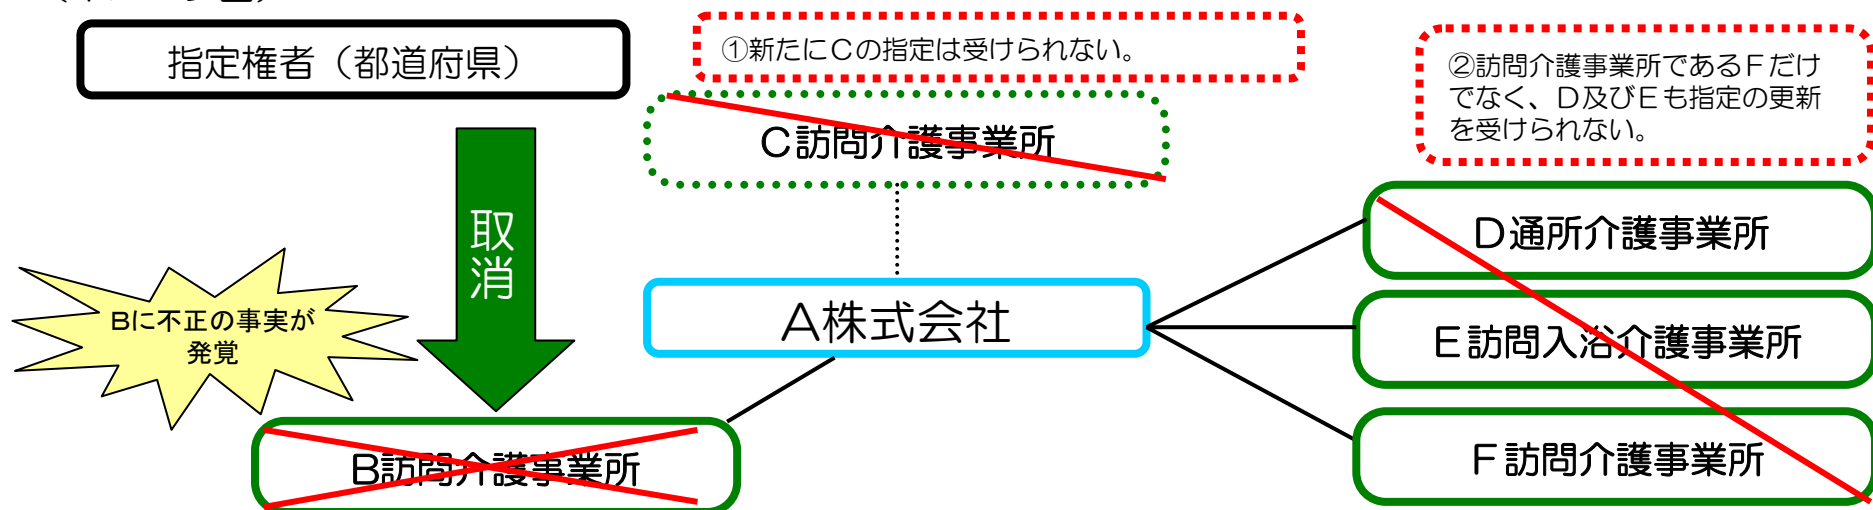 指定権者（都道府県）
①新たにＣの指定は受けられない。
②訪問介護事業所であるＦだけ
でなく、Ｄ及びＥも指定の更新
を受けられない。
Ｃ訪問介護事業所
取
消
Ｄ通所介護事業所
Ｂに不正の事実が
発覚
Ａ株式会社
Ｅ訪問入浴介護事業所
Ｂ訪問介護事業所
Ｆ訪問介護事業所